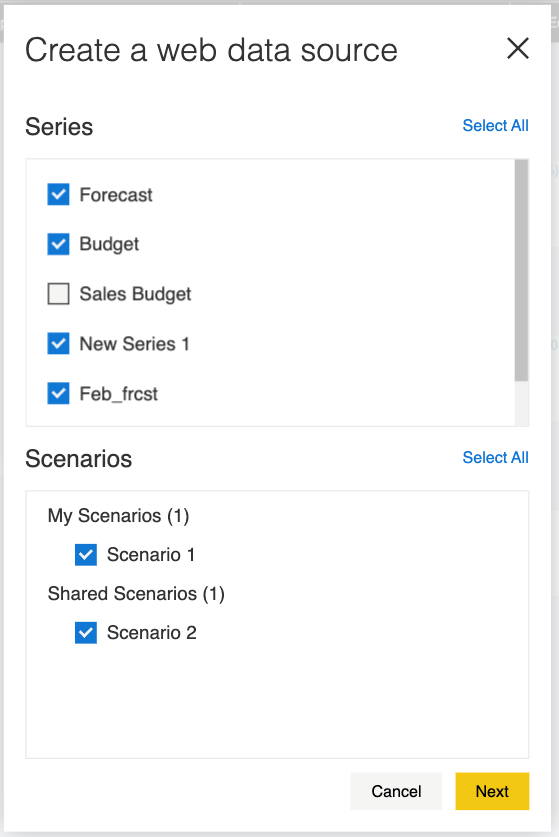 Create a web data source
Series
Select All
Forecast
Budget
Sales Budget
New Series 1
Feb_frcst
Scenarios
Select All
My Scenarios (1)
Scenario 1
Shared Scenarios (1)
Scenario 2
Cancel
Next